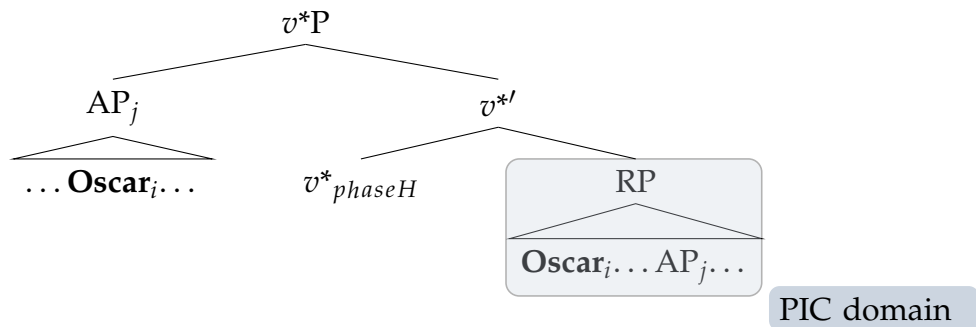 v*P
AP_j v*′
…Oscar_i… v*_phaseH RP
Oscar_i…AP_j…
PIC domain